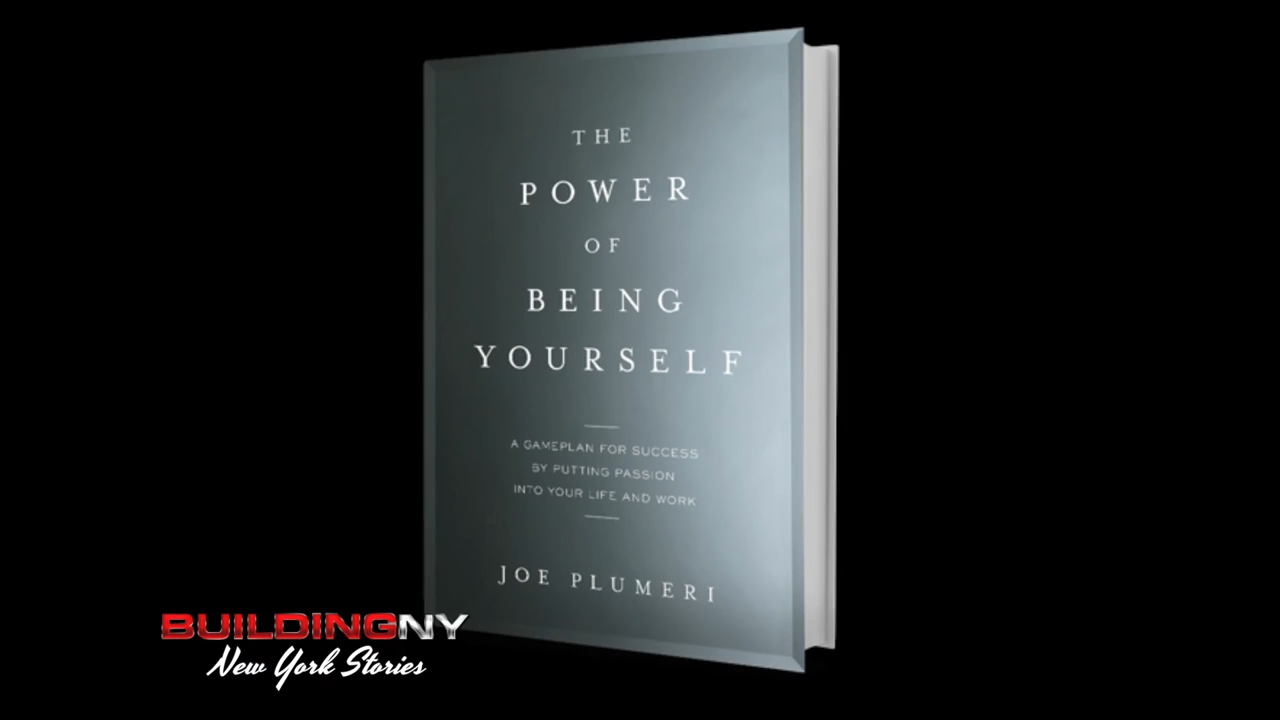 THE
POWER
OF
BEING
YOURSELF
A GAMEPLAN FOR SUCCESS
BY PUTTING PASSION
INTO YOUR LIFE AND WORK
JOE PLUMERI
BUILDINGNY
New York Stories